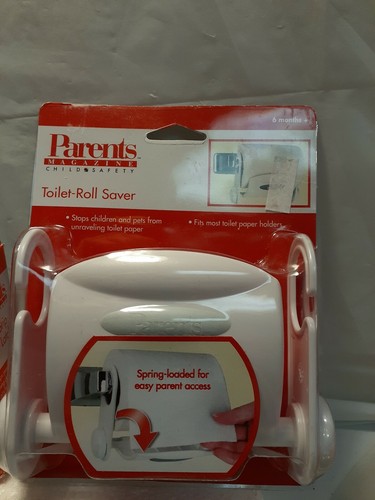 6 months +
Parents
MAGAZINE
CHILD SAFETY
Toilet-Roll Saver
• Stops children and pets from
unraveling toilet paper
• Fits most toilet paper holders
PARENTS
Spring-loaded for
easy parent access